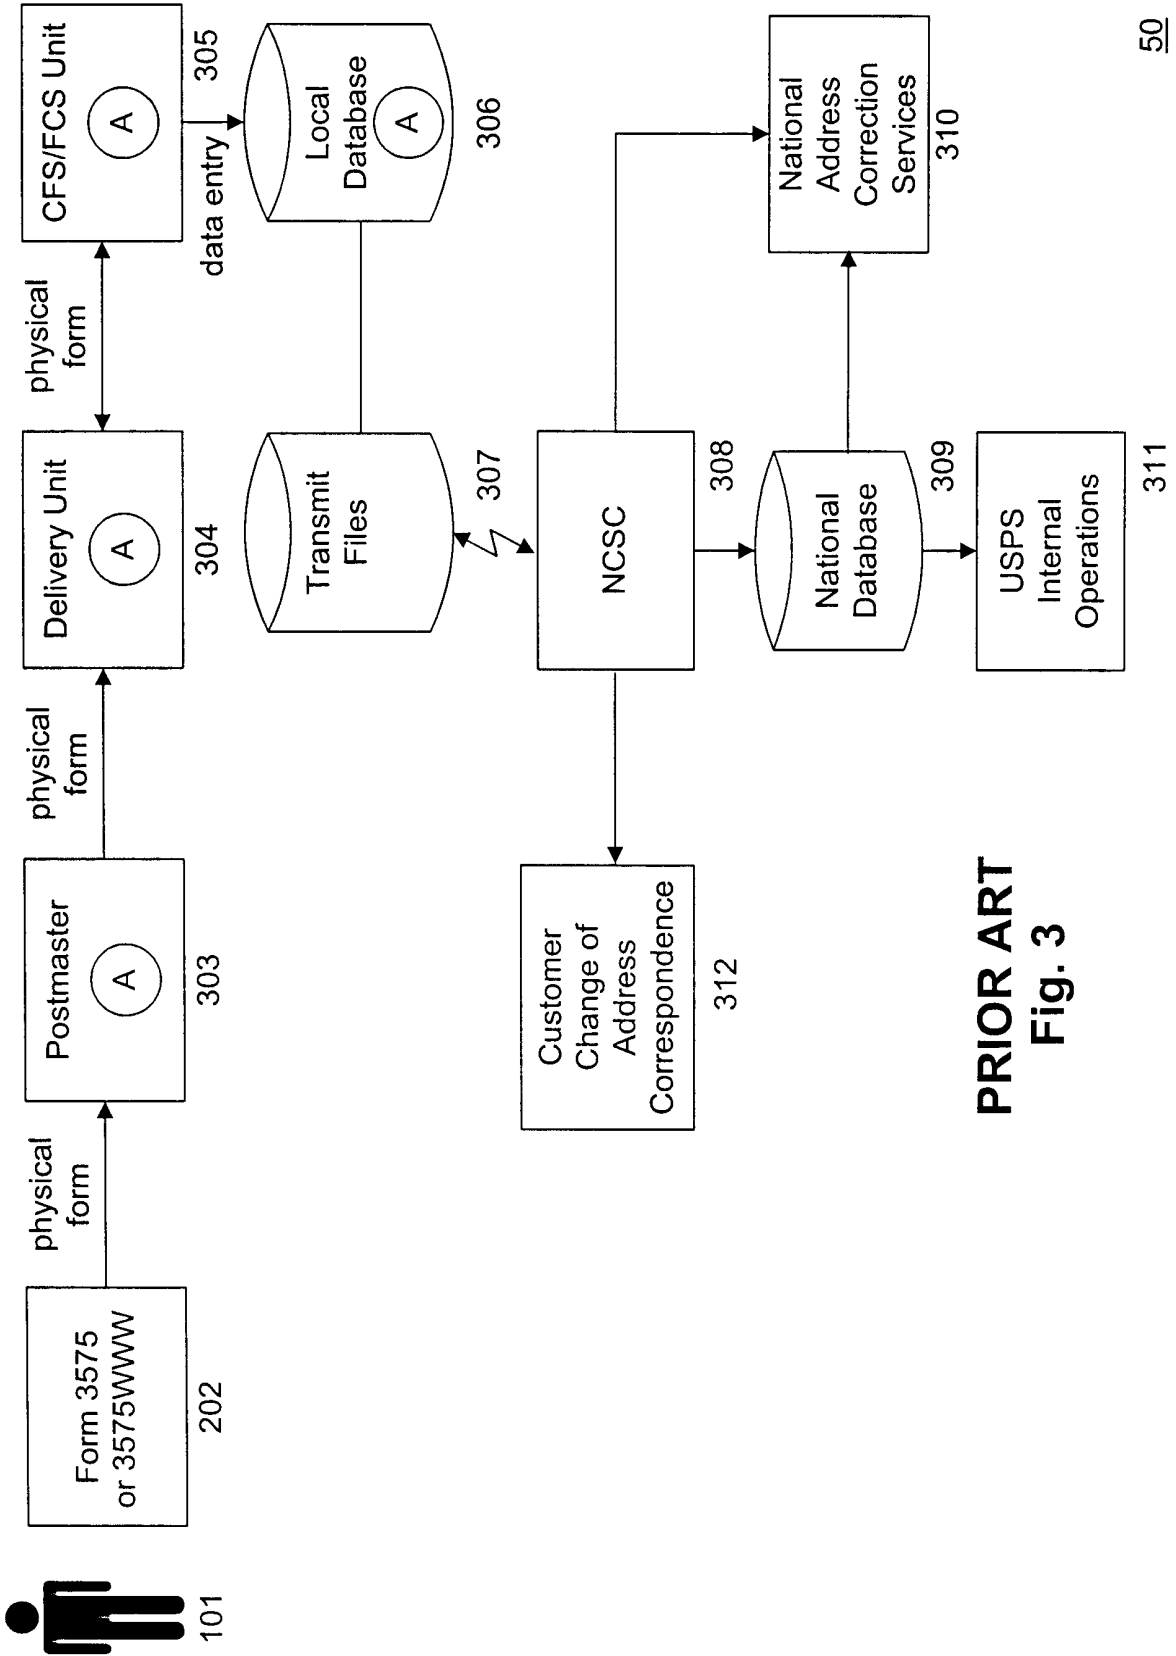 50
101
Form 3575
or 3575WWW
202
physical
form
Postmaster
A
303
physical
form
Delivery Unit
A
304
physical
form
CFS/FCS Unit
A
305
data entry
Local
Database
A
306
Transmit
Files
307
NCSC
308
Customer
Change of
Address
Correspondence
312
National
Database
309
National
Address
Correction
Services
310
USPS
Internal
Operations
311
PRIOR ART
Fig. 3